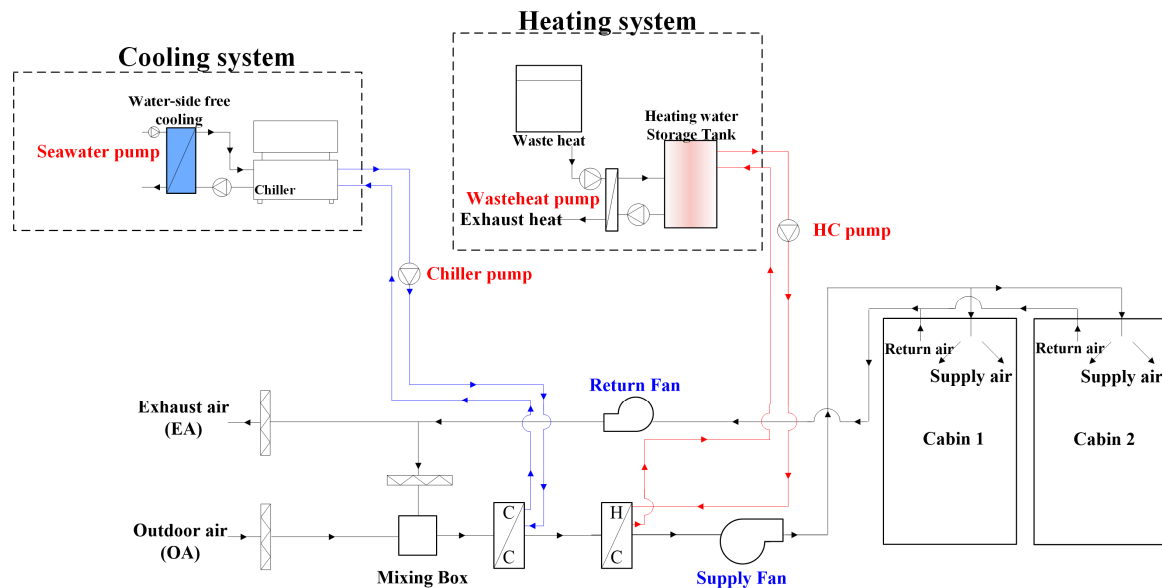 Heating system
Cooling system
Water-side free
cooling
Seawater pump
Chiller
Waste heat
Heating water
Storage Tank
Wasteheat pump
Exhaust heat
HC pump
Chiller pump
Return air
Supply air
Return air
Supply air
Cabin 1
Cabin 2
Return Fan
Exhaust air
(EA)
Outdoor air
(OA)
Mixing Box
C
C
H
C
Supply Fan